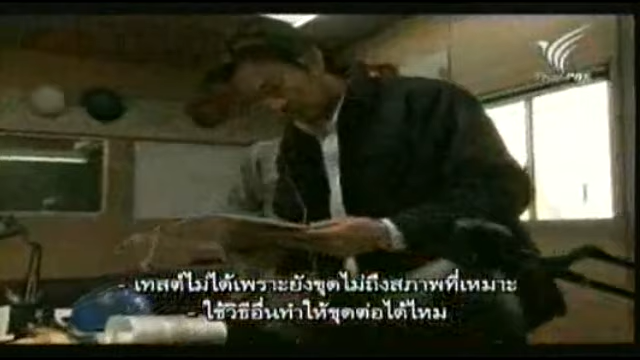 ThaiPBS
- เทสต์ไม่ได้เพราะยังขุดไม่ถึงสภาพที่เหมาะ
- ใช้วิธีอื่นทำให้ขุดต่อได้ไหม